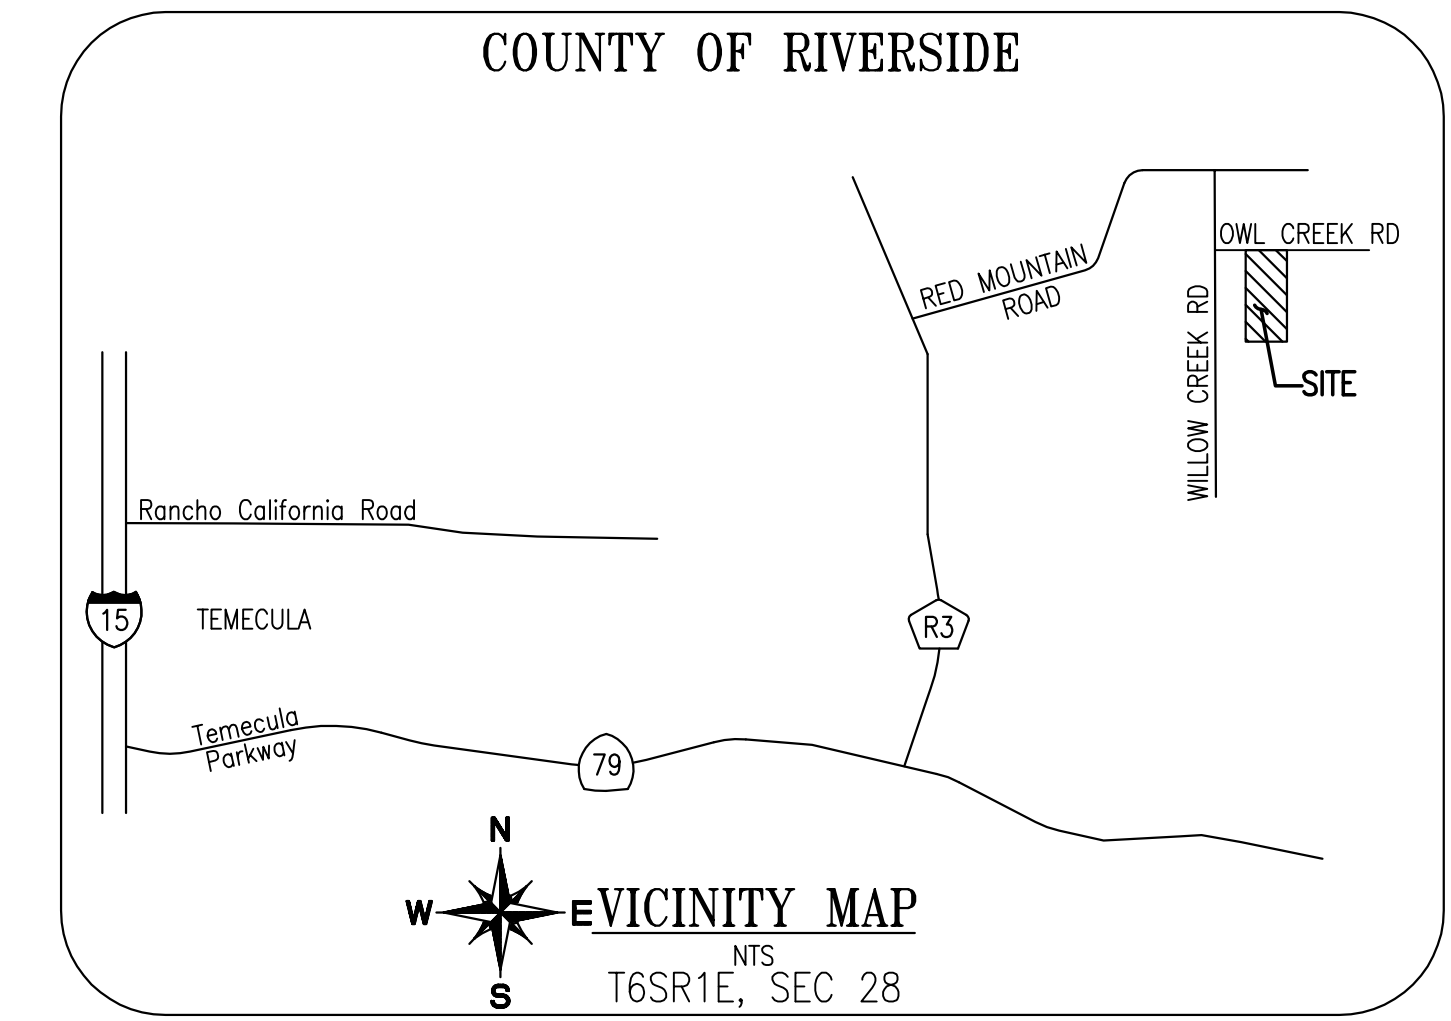 COUNTY OF RIVERSIDE
OWL CREEK RD
RED MOUNTAIN
ROAD
WILLOW CREEK RD
SITE
Rancho California Road
15
TEMECULA
R3
Temecula
Parkway
79
N
W
E
S
VICINITY MAP
NTS
T6SR1E, SEC 28